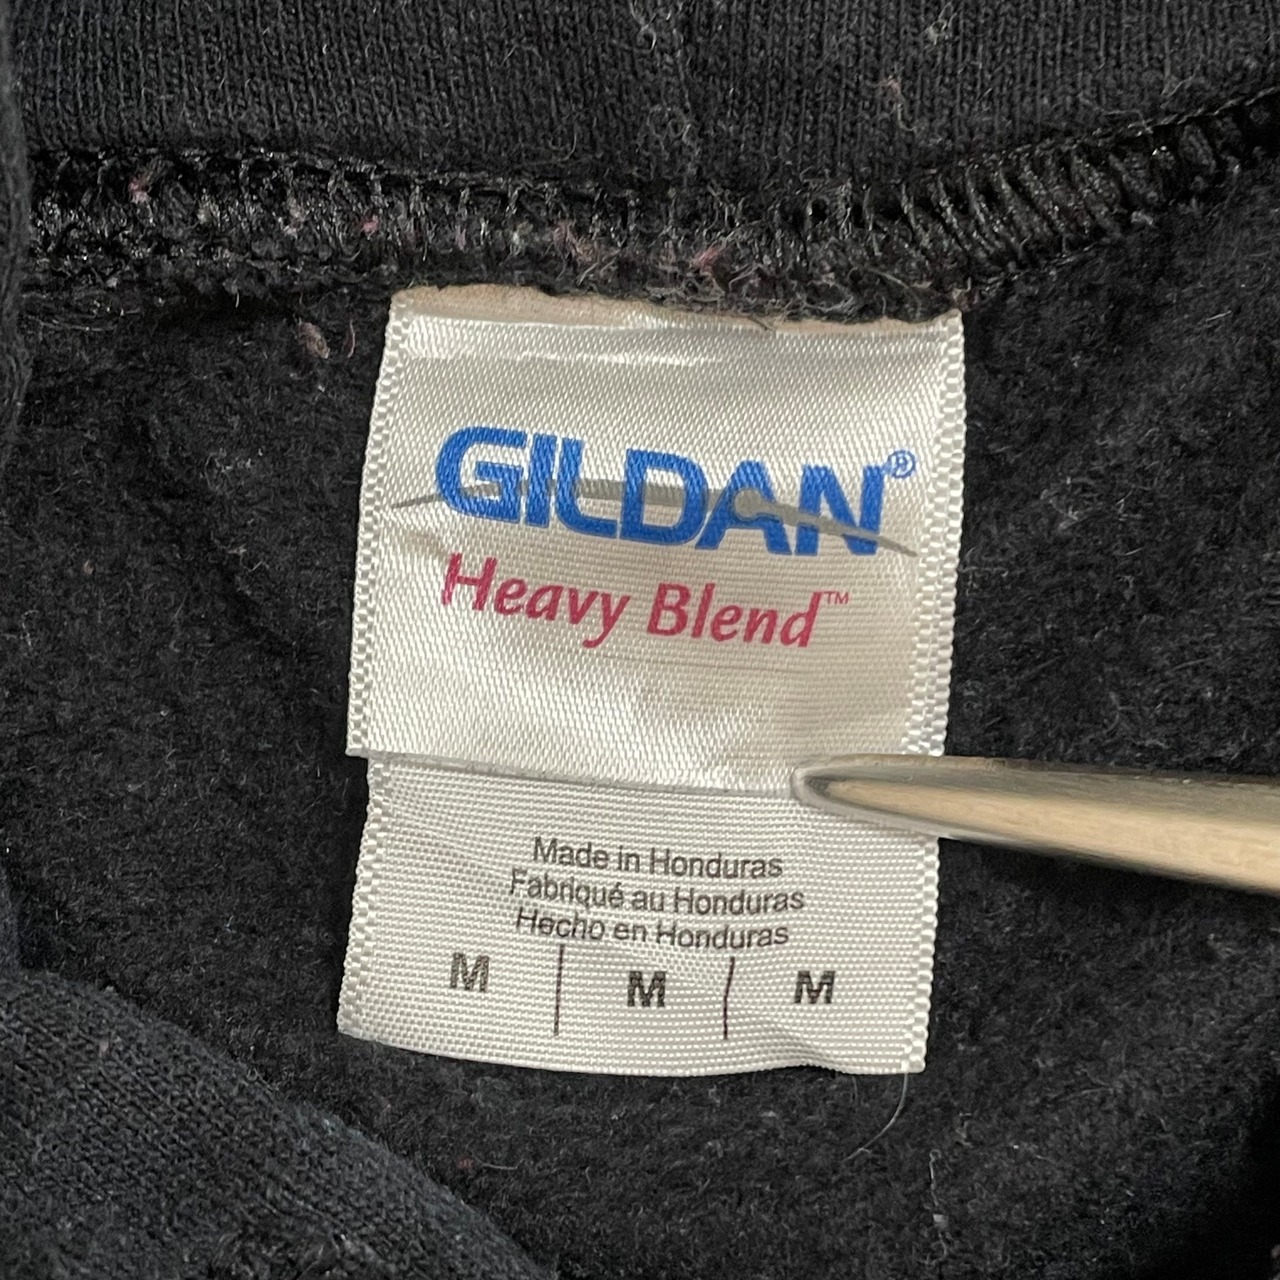 GILDAN®
Heavy Blend™
Made in Honduras
Fabriqué au Honduras
Hecho en Honduras
M | M | M